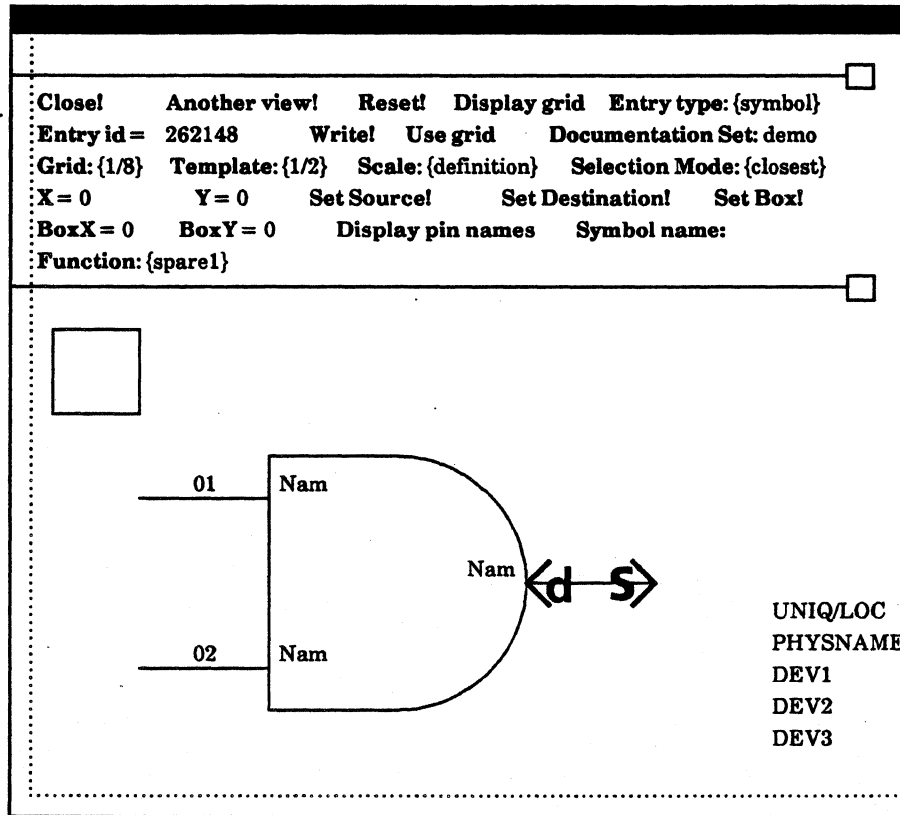 Close! Another view! Reset! Display grid Entry type: {symbol}
Entry id = 262148 Write! Use grid Documentation Set: demo
Grid: {1/8} Template: {1/2} Scale: {definition} Selection Mode: {closest}
X = 0 Y = 0 Set Source! Set Destination! Set Box!
BoxX = 0 BoxY = 0 Display pin names Symbol name:
Function: {spare1}
01 Nam
Nam d S
02 Nam
UNIQ/LOC
PHYSNAME
DEV1
DEV2
DEV3